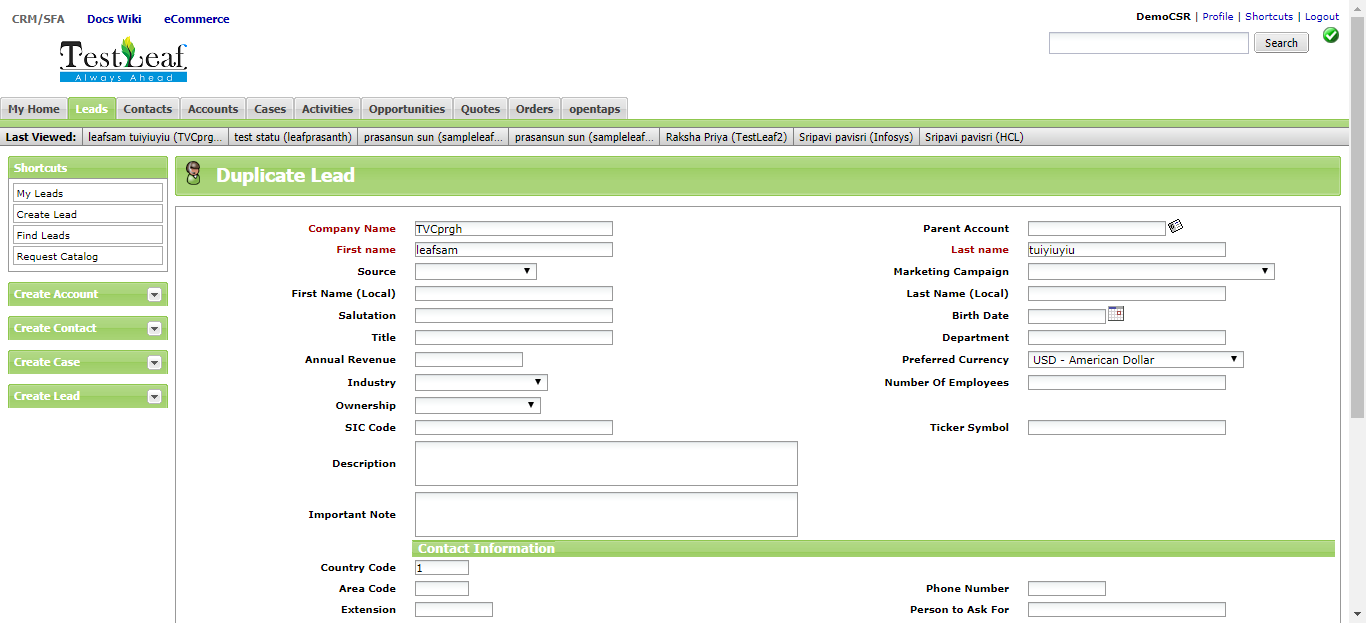 CRM/SFA Docs Wiki eCommerce
DemoCSR | Profile | Shortcuts | Logout
TestLeaf
Always Ahead
Search
My Home Leads Contacts Accounts Cases Activities Opportunities Quotes Orders opentaps
Last Viewed: leafsam tuiyiuyiu (TVCprg... test statu (leafprasanth) prasansun sun (sampleleaf... prasansun sun (sampleleaf... Raksha Priya (TestLeaf2) Sripavi pavisri (Infosys) Sripavi pavisri (HCL)
Shortcuts
My Leads
Create Lead
Find Leads
Request Catalog
Create Account
Create Contact
Create Case
Create Lead
Duplicate Lead
Company Name TVCprgh Parent Account
First name leafsam Last name tuiyiuyiu
Source Marketing Campaign
First Name (Local) Last Name (Local)
Salutation Birth Date
Title Department
Annual Revenue Preferred Currency USD - American Dollar
Industry Number Of Employees
Ownership
SIC Code Ticker Symbol
Description
Important Note
Contact Information
Country Code 1
Area Code Phone Number
Extension Person to Ask For